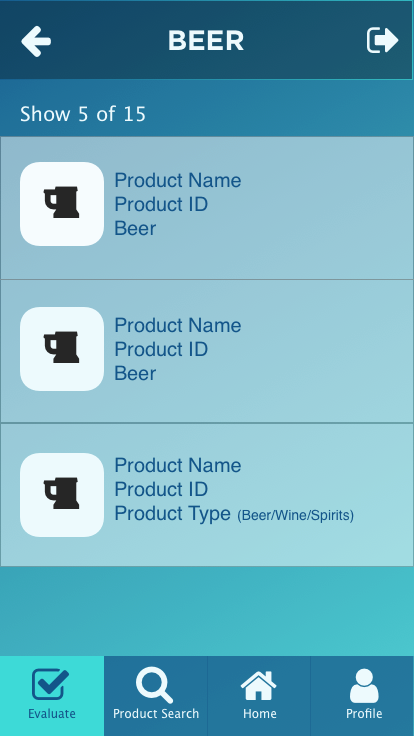 BEER
Show 5 of 15
Product Name
Product ID
Beer
Product Name
Product ID
Beer
Product Name
Product ID
Product Type (Beer/Wine/Spirits)
Evaluate
Product Search
Home
Profile